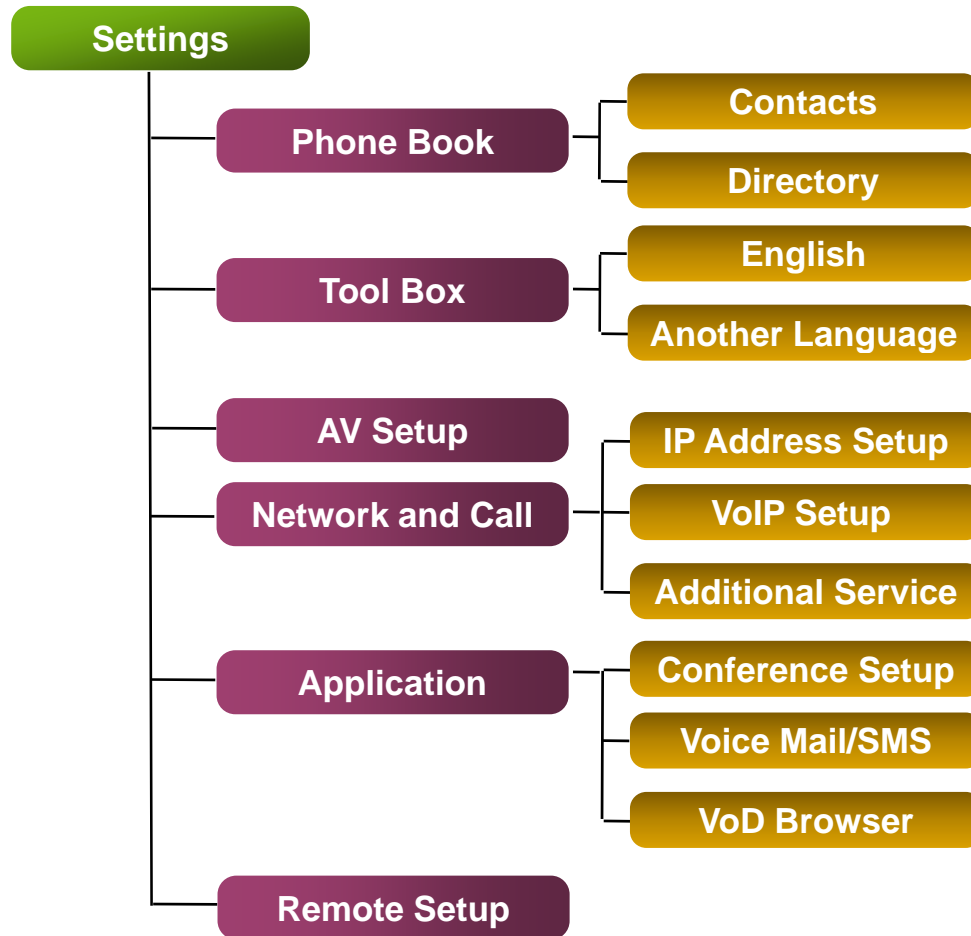 Settings
Phone Book
Contacts
Directory
Tool Box
English
Another Language
AV Setup
Network and Call
IP Address Setup
VoIP Setup
Additional Service
Application
Conference Setup
Voice Mail/SMS
VoD Browser
Remote Setup